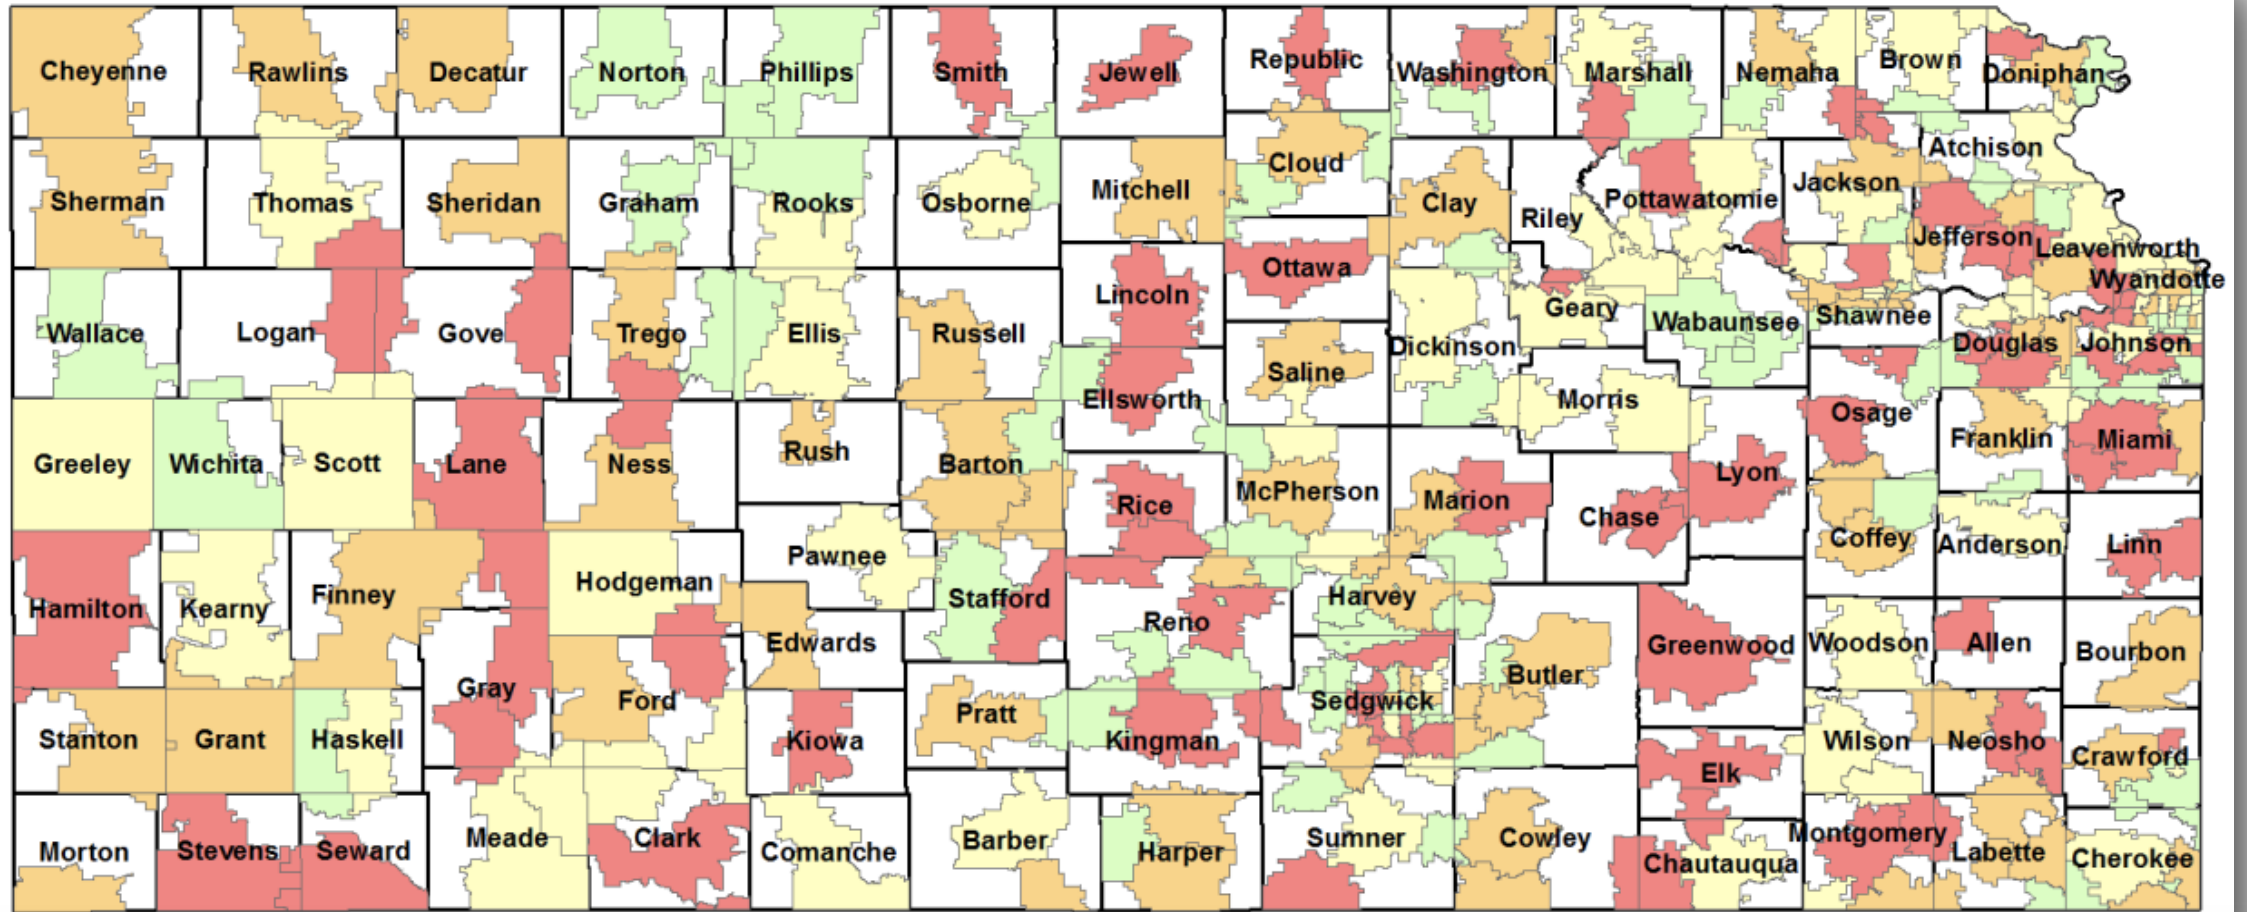 Cheyenne
Rawlins
Decatur
Norton
Phillips
Smith
Jewell
Republic
Washington
Marshall
Nemaha
Brown
Doniphan
Sherman
Thomas
Sheridan
Graham
Rooks
Osborne
Mitchell
Cloud
Clay
Riley
Pottawatomie
Jackson
Atchison
Jefferson
Leavenworth
Wyandotte
Wallace
Logan
Gove
Trego
Ellis
Russell
Lincoln
Ottawa
Saline
Dickinson
Geary
Wabaunsee
Shawnee
Douglas
Johnson
Greeley
Wichita
Scott
Lane
Ness
Rush
Barton
Ellsworth
Rice
McPherson
Marion
Morris
Chase
Lyon
Osage
Franklin
Miami
Coffey
Anderson
Linn
Hamilton
Kearny
Finney
Hodgeman
Pawnee
Edwards
Stafford
Reno
Harvey
Butler
Greenwood
Woodson
Allen
Bourbon
Stanton
Grant
Haskell
Gray
Ford
Kiowa
Pratt
Kingman
Sedgwick
Elk
Wilson
Neosho
Crawford
Morton
Stevens
Seward
Meade
Clark
Comanche
Barber
Harper
Sumner
Cowley
Chautauqua
Montgomery
Labette
Cherokee